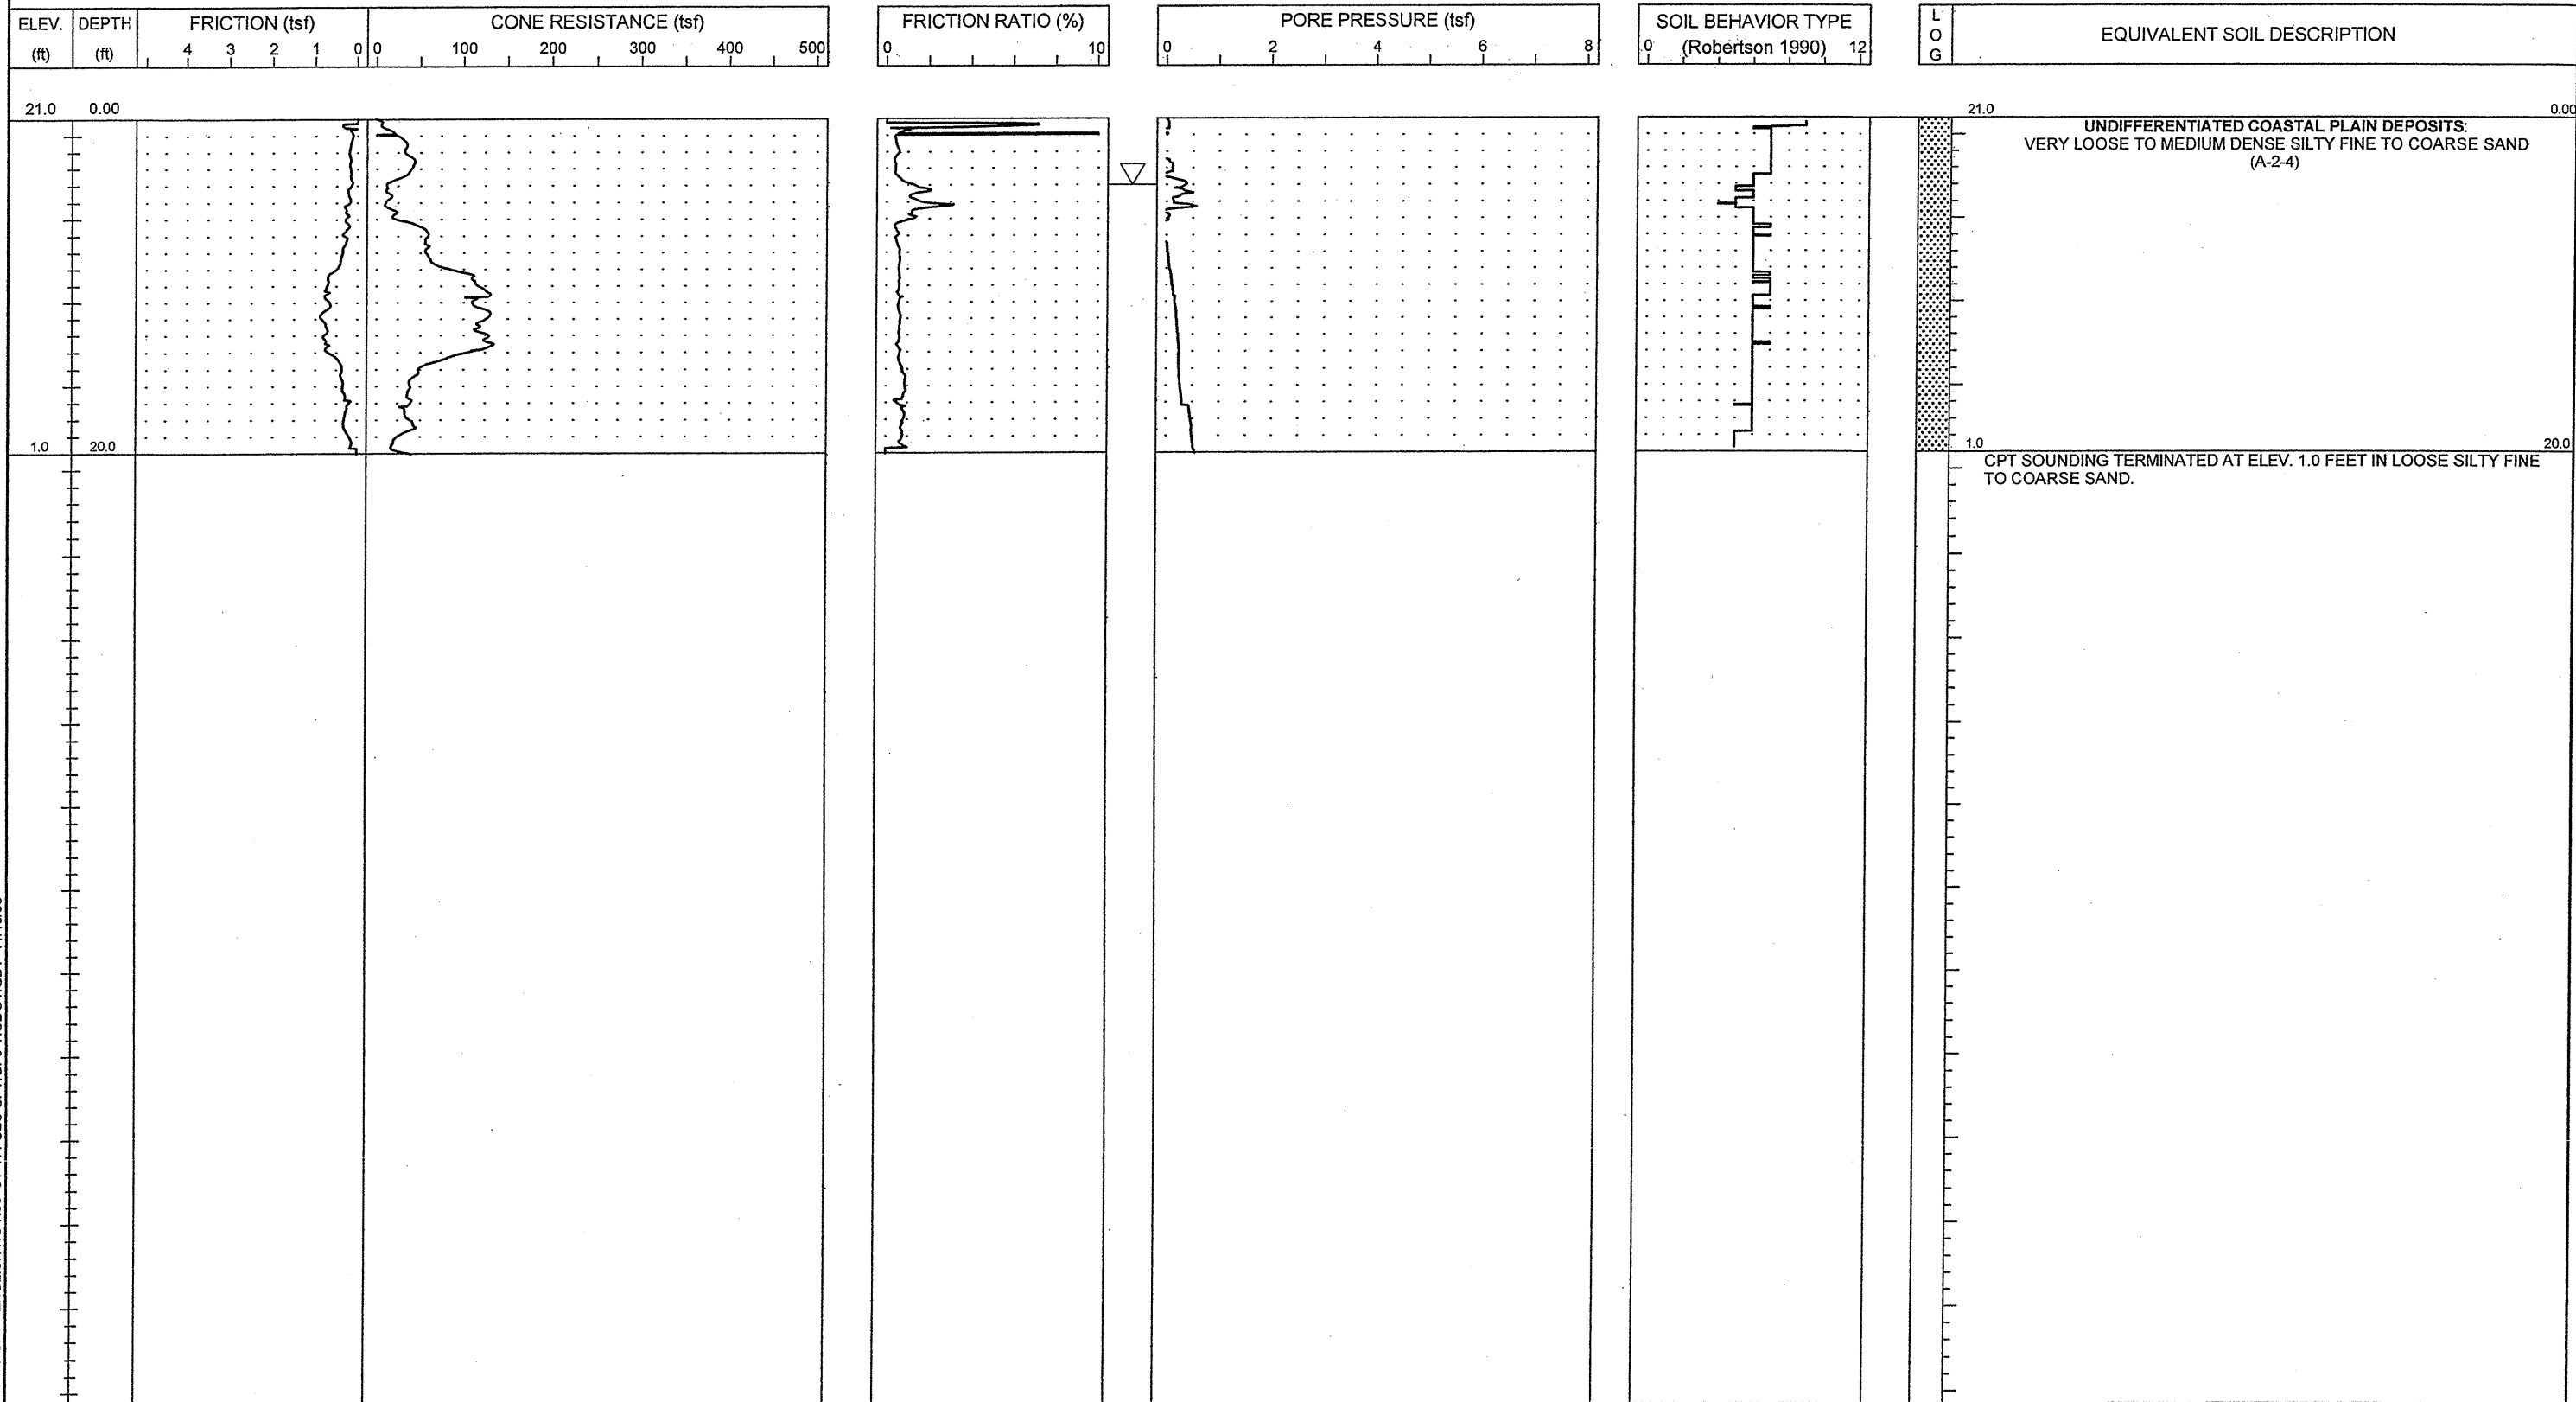 ELEV. DEPTH FRICTION (tsf) CONE RESISTANCE (tsf) FRICTION RATIO (%) PORE PRESSURE (tsf) SOIL BEHAVIOR TYPE L
(ft) (ft) 4 3 2 1 0 0 100 200 300 400 500 0 10 0 2 4 6 8 0 (Robertson 1990) 12 O EQUIVALENT SOIL DESCRIPTION
G
21.0 0.00 21.0 0.00
UNDIFFERENTIATED COASTAL PLAIN DEPOSITS:
VERY LOOSE TO MEDIUM DENSE SILTY FINE TO COARSE SAND
(A-2-4)
1.0 20.0 1.0 20.0
CPT SOUNDING TERMINATED AT ELEV. 1.0 FEET IN LOOSE SILTY FINE
TO COARSE SAND.